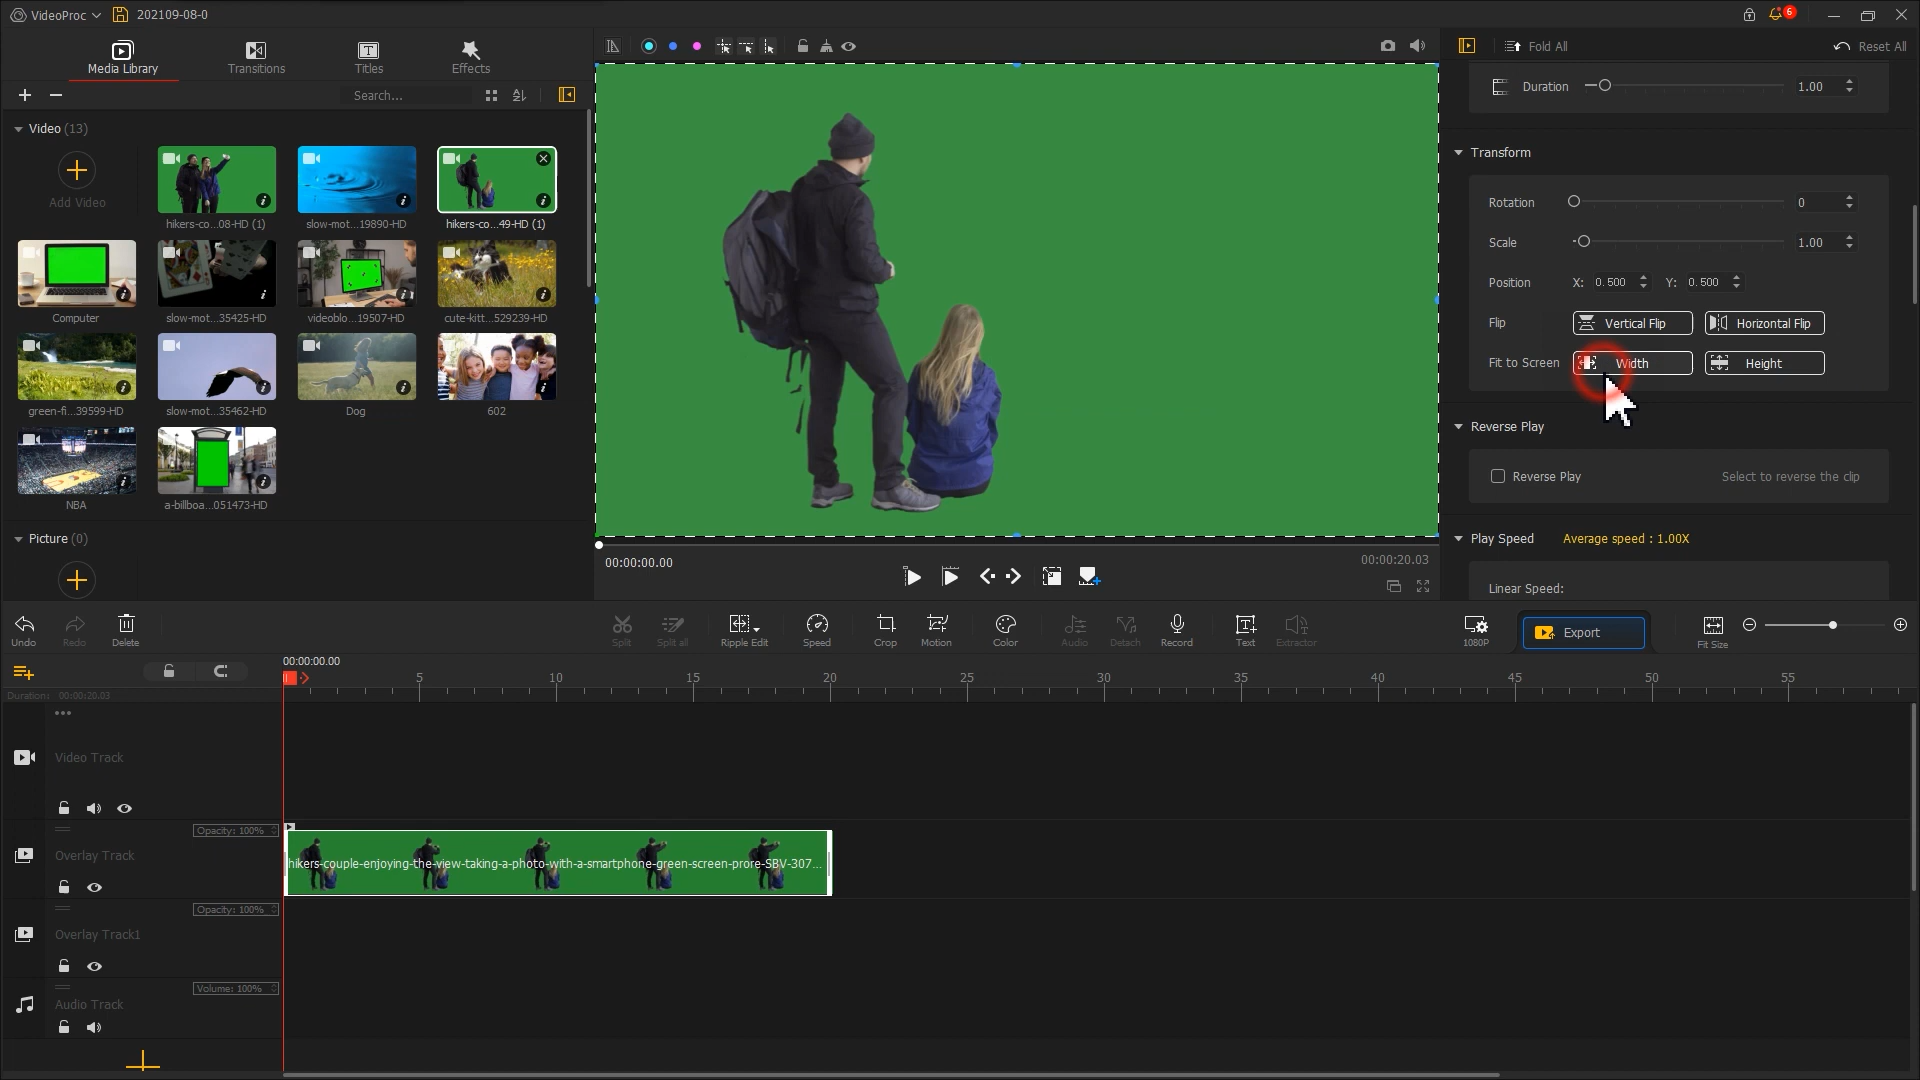 VideoProc
202109-08-0
6
Media Library
Transitions
Titles
Effects
Search...
Video (13)
Add Video
hikers-co...08-HD (1)
slow-mot...19890-HD
hikers-co...49-HD (1)
Computer
slow-mot...35425-HD
videoblo...19507-HD
cute-kitt...529239-HD
green-fi...39599-HD
slow-mot...35462-HD
Dog
602
NBA
a-billboa...051473-HD
Picture (0)
00:00:00.00
00:00:20.03
Fold All
Reset All
Duration
1.00
Transform
Rotation
0
Scale
1.00
Position X: 0.500 Y: 0.500
Flip
Vertical Flip
Horizontal Flip
Fit to Screen
Width
Height
Reverse Play
Reverse Play
Select to reverse the clip
Play Speed
Average speed : 1.00X
Linear Speed:
Undo
Redo
Delete
Split
Split all
Ripple Edit
Speed
Crop
Motion
Color
Audio
Detach
Record
Text
Extractor
1080P
Export
Fit Size
00:00:00.00
5 10 15 20 25 30 35 40 45 50 55
Duration: 00:00:20.03
Video Track
Opacity: 100%
Overlay Track
hikers-couple-enjoying-the-view-taking-a-photo-with-a-smartphone-green-screen-prore-SBV-307...
Opacity: 100%
Overlay Track1
Volume: 100%
Audio Track